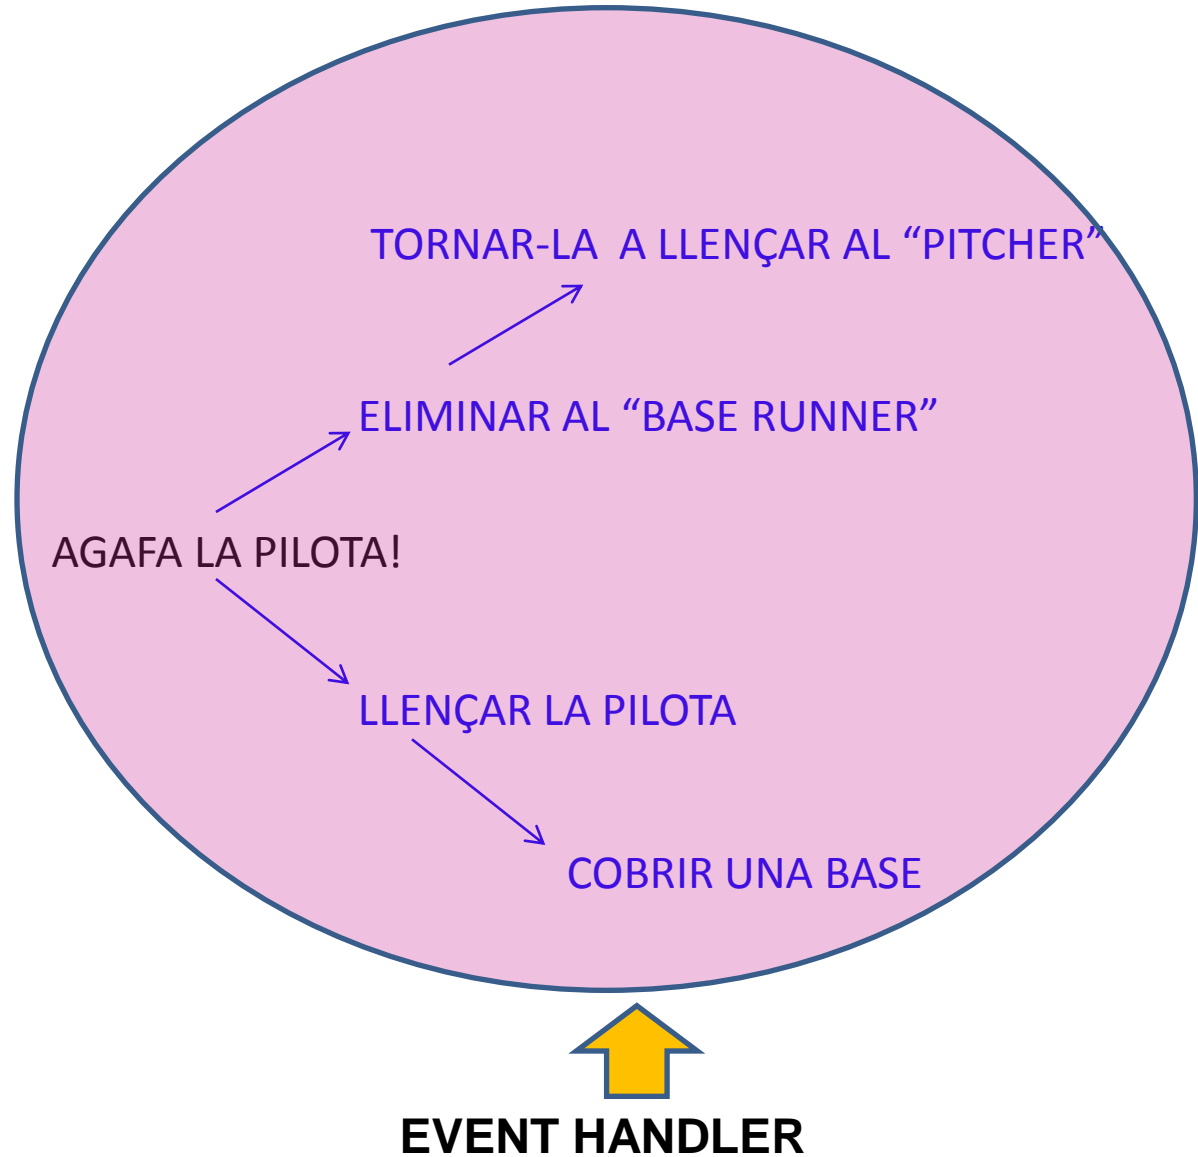 TORNAR-LA A LLENÇAR AL “PITCHER”
ELIMINAR AL “BASE RUNNER”
AGAFA LA PILOTA!
LLENÇAR LA PILOTA
COBRIR UNA BASE
EVENT HANDLER